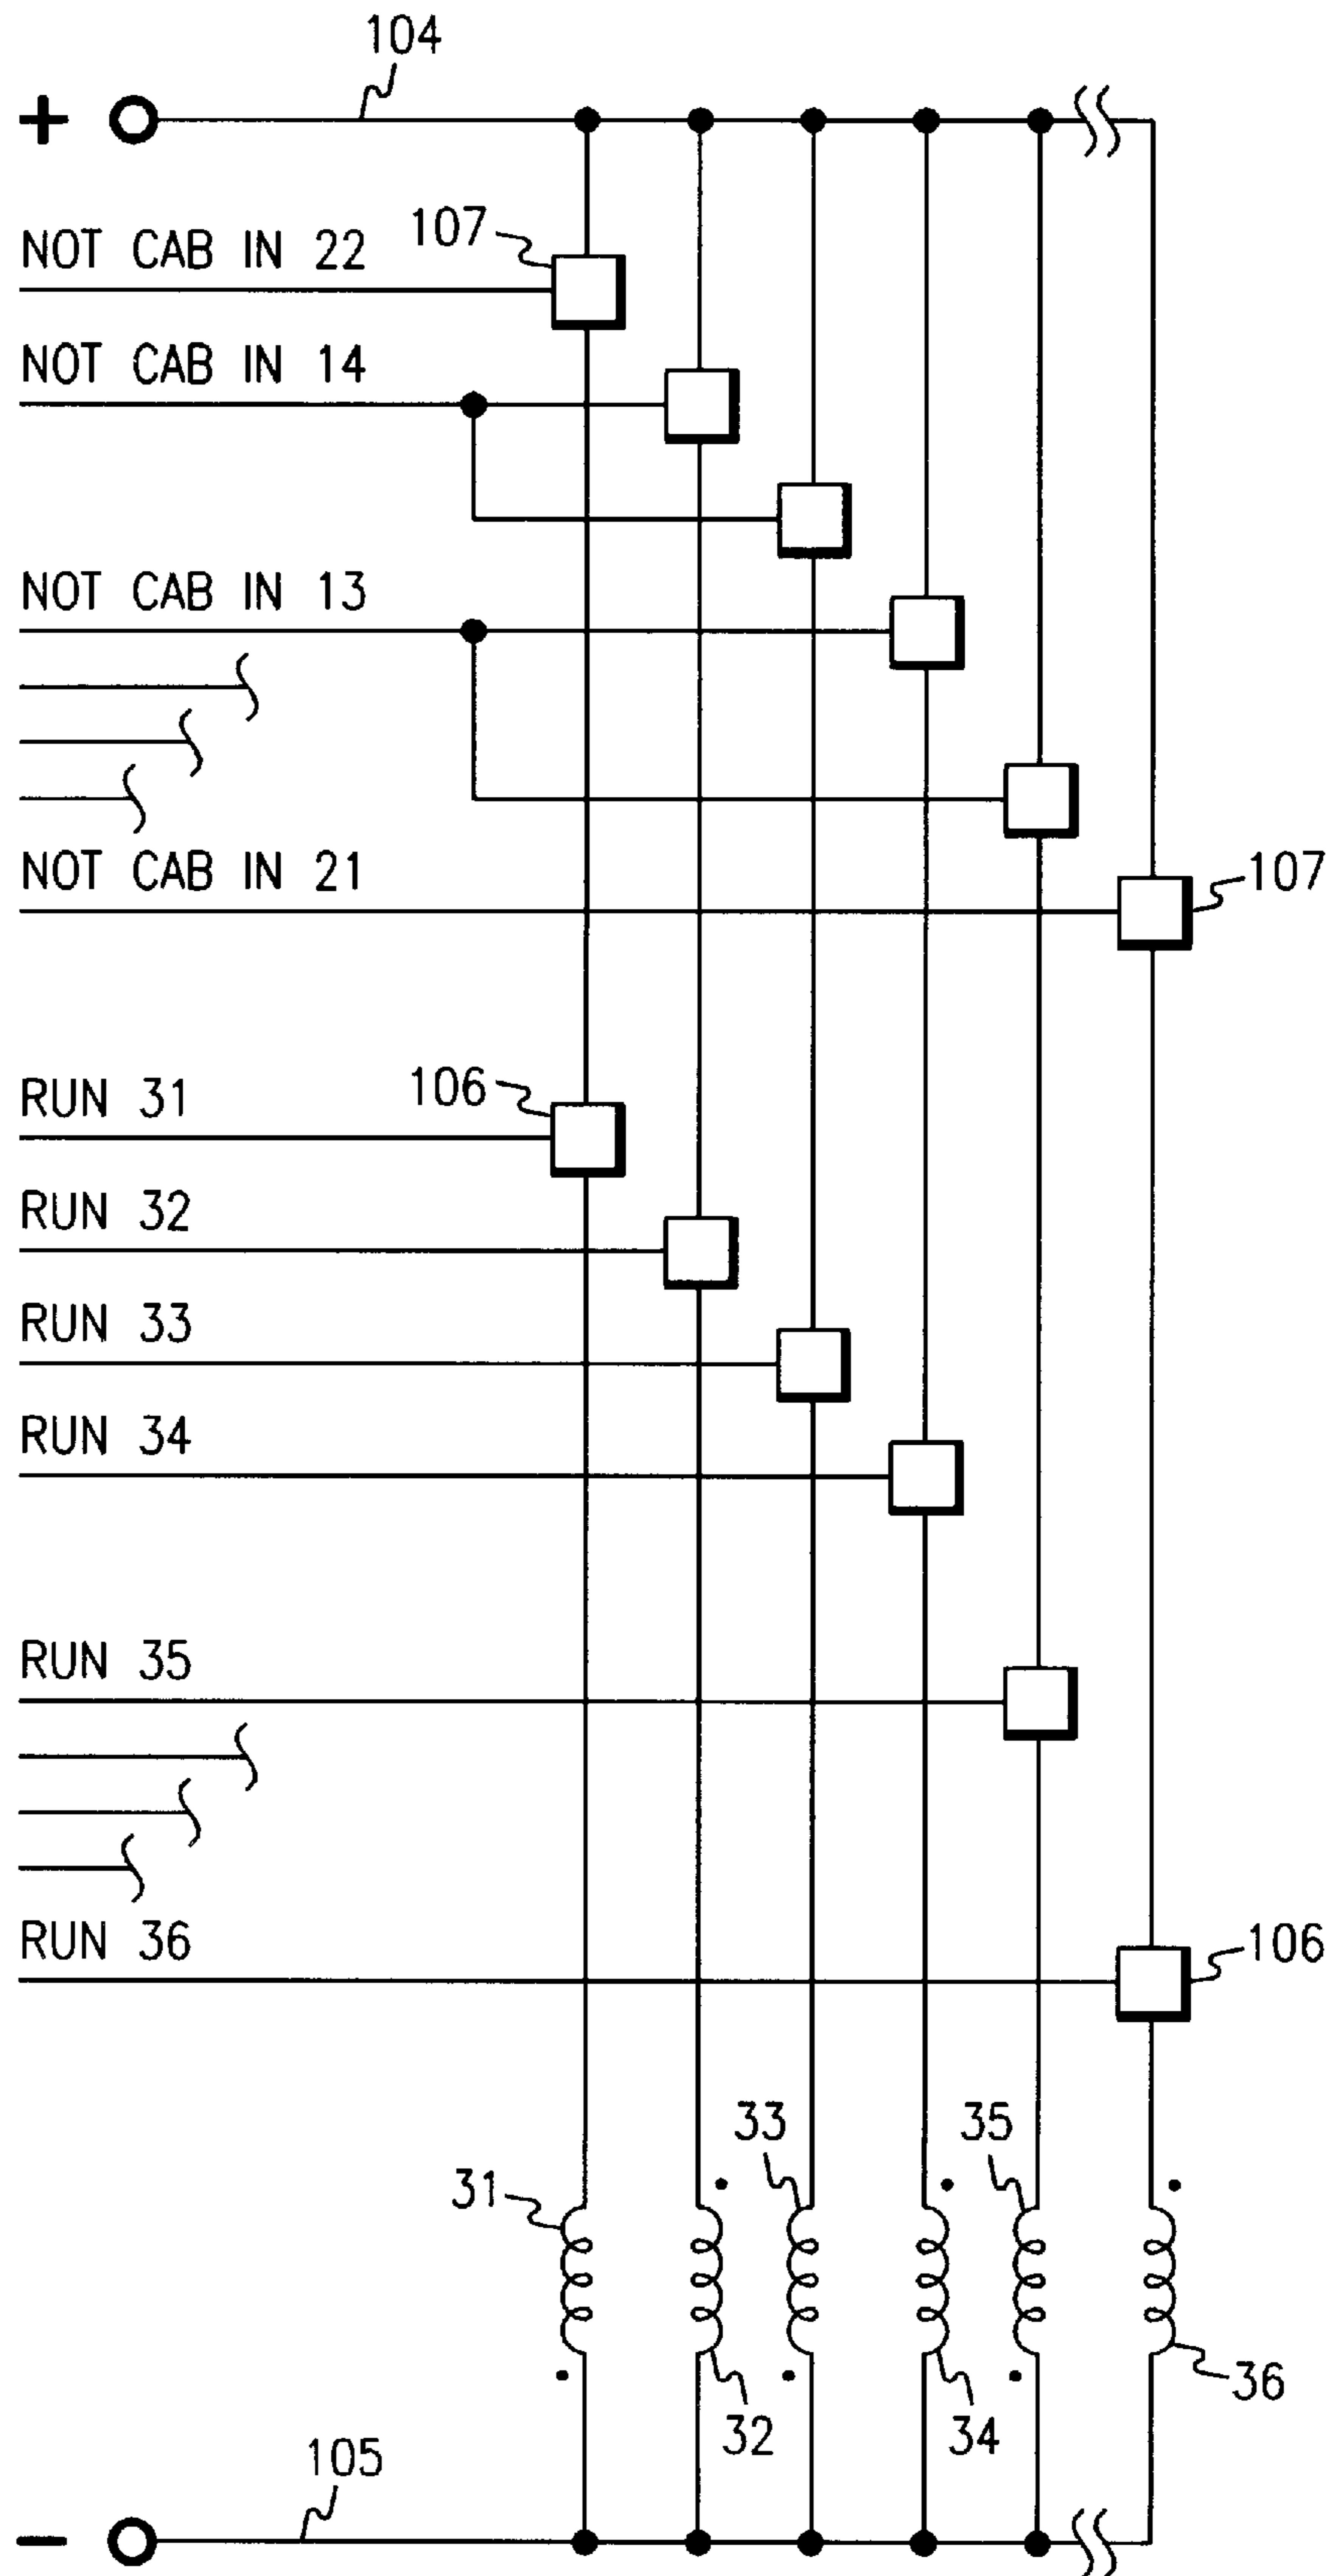 104
+
NOT CAB IN 22
107
NOT CAB IN 14
NOT CAB IN 13
NOT CAB IN 21
107
RUN 31
106
RUN 32
RUN 33
RUN 34
RUN 35
RUN 36
106
33
35
31
36
32
34
105
−